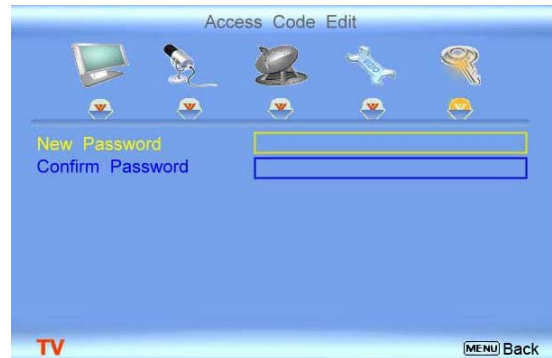 Access Code Edit
V V V V V
New Password
Confirm Password
TV
MENU Back